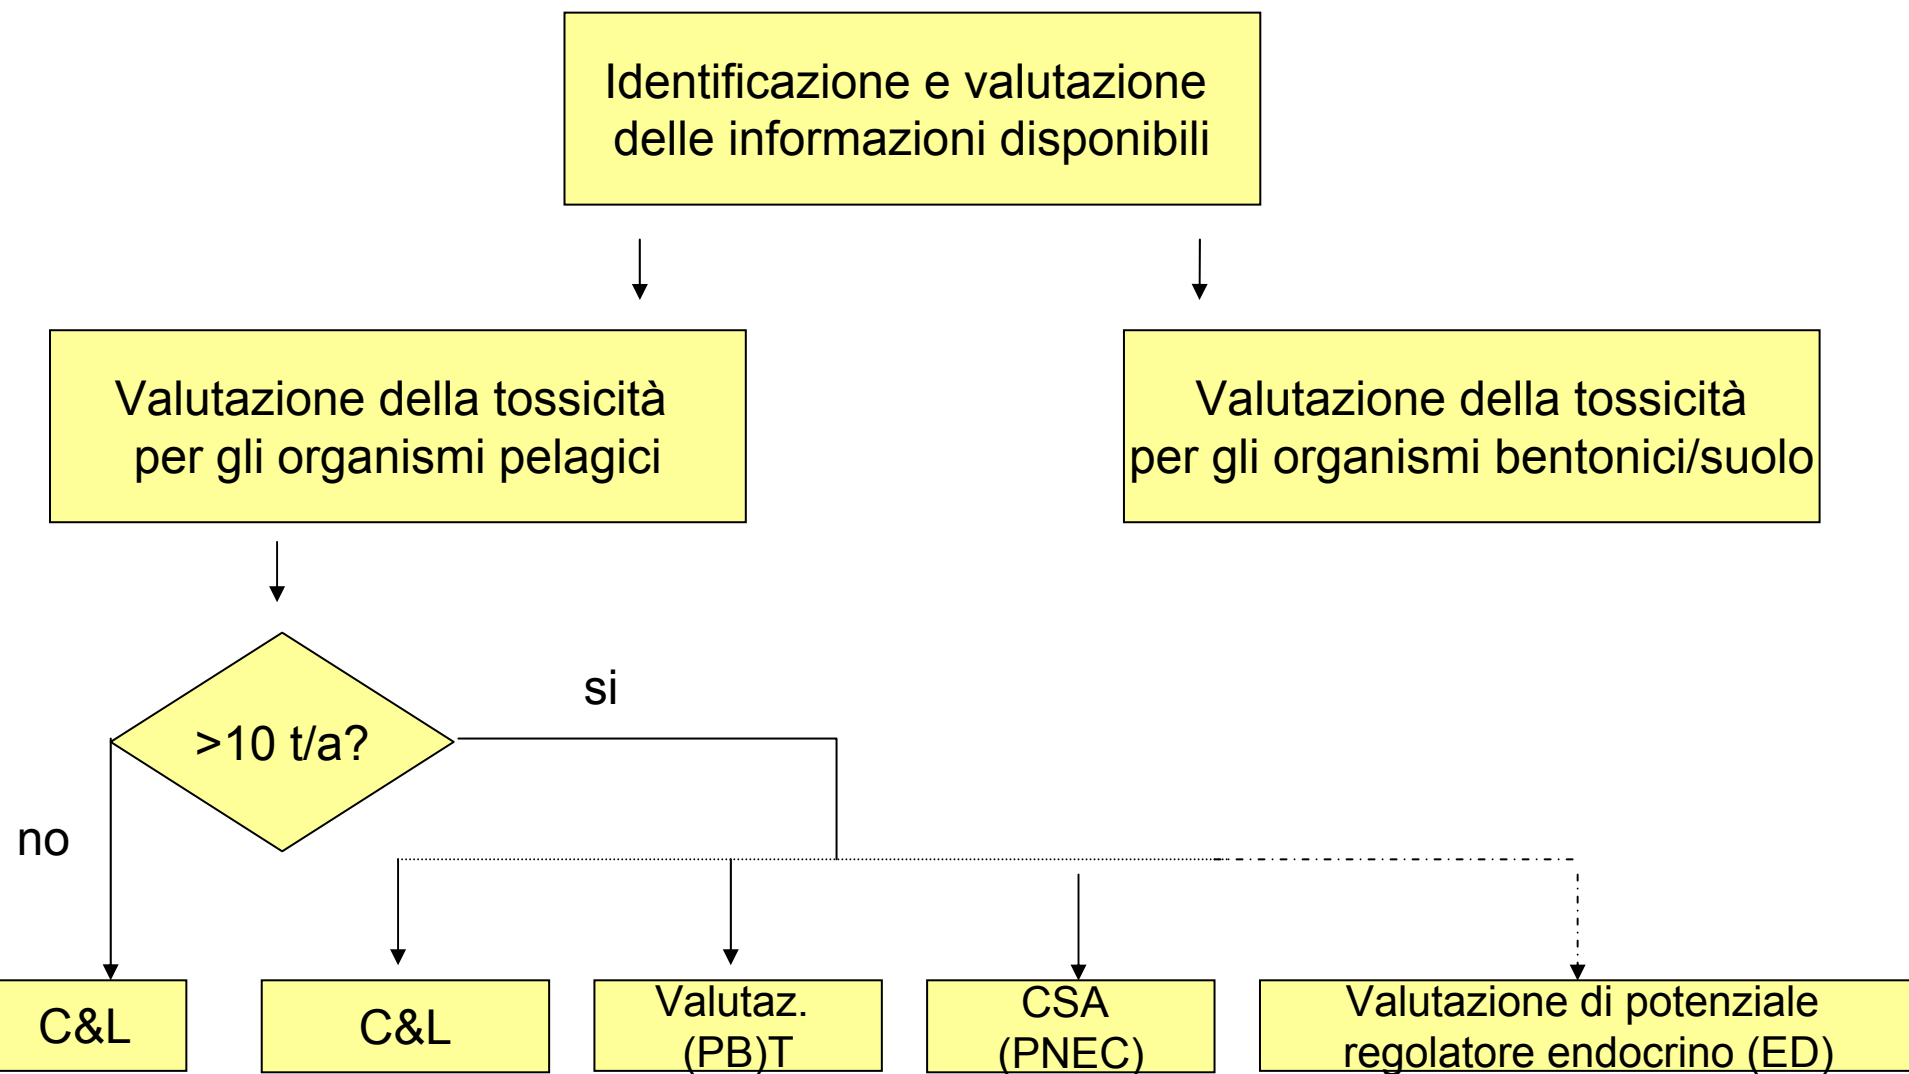 Identificazione e valutazione
delle informazioni disponibili
Valutazione della tossicità
per gli organismi pelagici
Valutazione della tossicità
per gli organismi bentonici/suolo
>10 t/a?
si
no
C&L
C&L
Valutaz.
(PB)T
CSA
(PNEC)
Valutazione di potenziale
regolatore endocrino (ED)